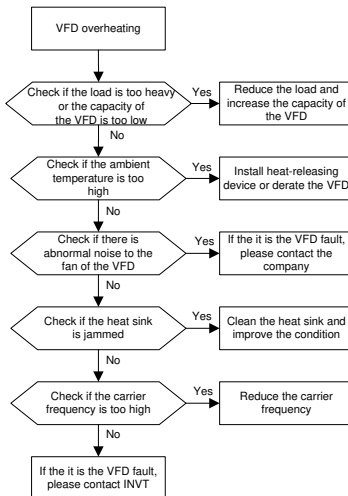 VFD overheating
Check if the load is too heavy
or the capacity of
the VFD is too low
Yes
Reduce the load and
increase the capacity of
the VFD
No
Check if the ambient
temperature is too
high
Yes
Install heat-releasing
device or derate the VFD
No
Check if there is
abnormal noise to the
fan of the VFD
Yes
If the it is the VFD fault,
please contact the
company
No
Check if the heat sink
is jammed
Yes
Clean the heat sink and
improve the condition
No
Check if the carrier
frequency is too high
Yes
Reduce the carrier
frequency
No
If the it is the VFD fault,
please contact INVT